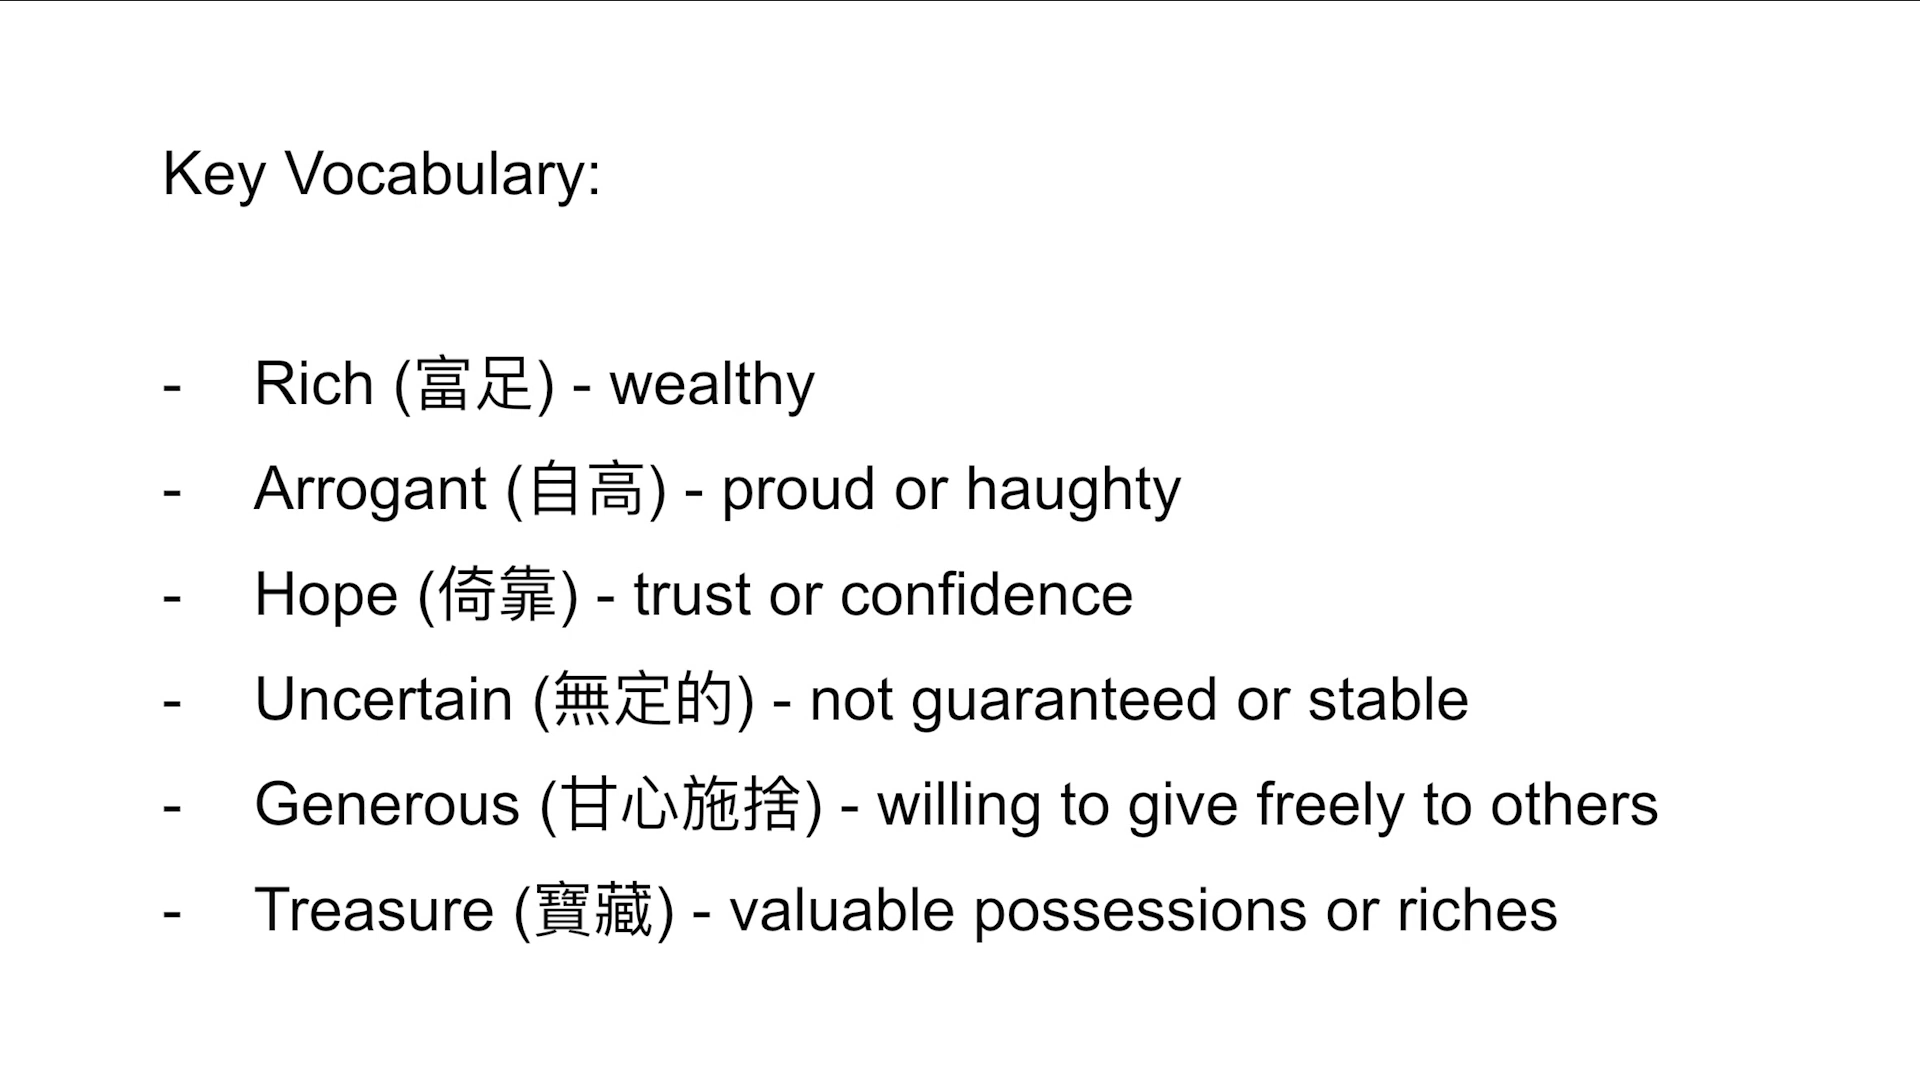 Key Vocabulary:
- Rich (富足) - wealthy
- Arrogant (自高) - proud or haughty
- Hope (倚靠) - trust or confidence
- Uncertain (無定的) - not guaranteed or stable
- Generous (甘心施捨) - willing to give freely to others
- Treasure (寶藏) - valuable possessions or riches